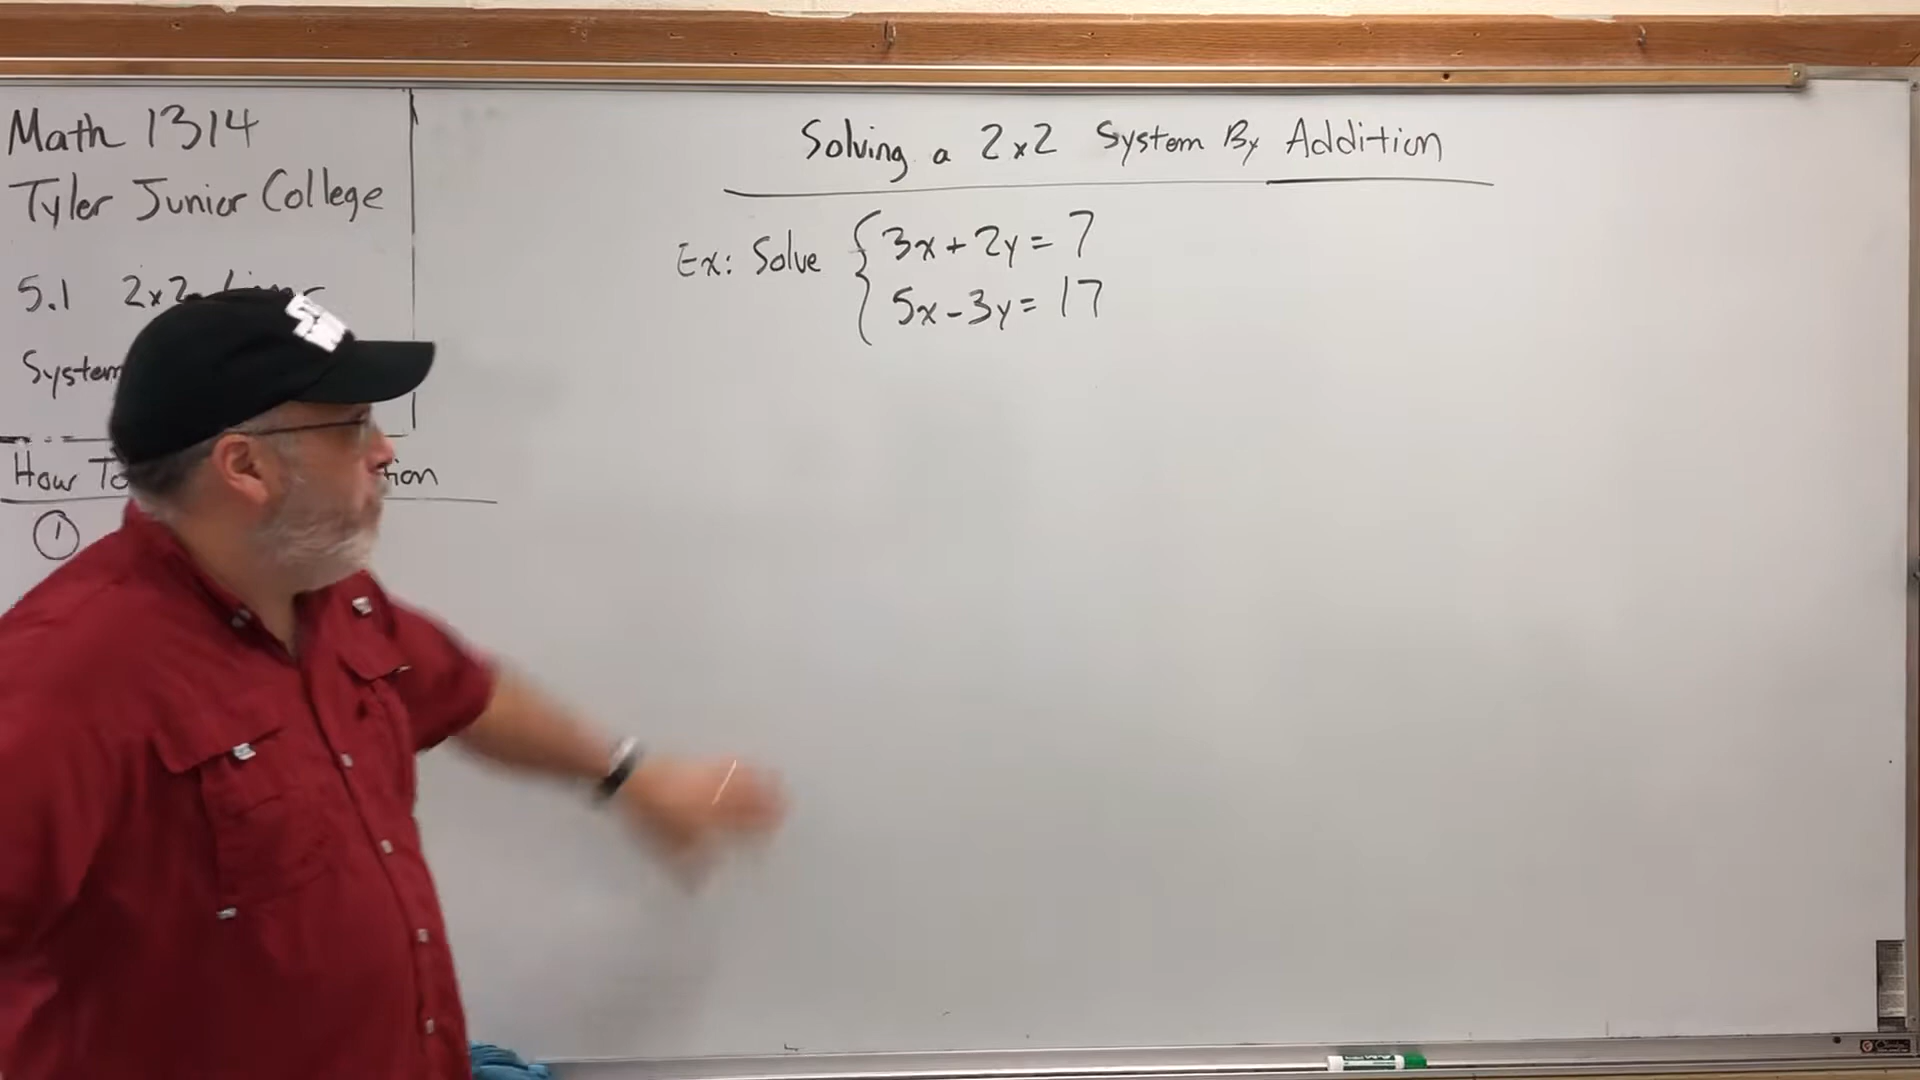 Math 1314
Tyler Junior College
5.1 2x2
System
How To
①
Solving a 2x2 System By Addition
Ex: Solve { 3x + 2y = 7
5x - 3y = 17